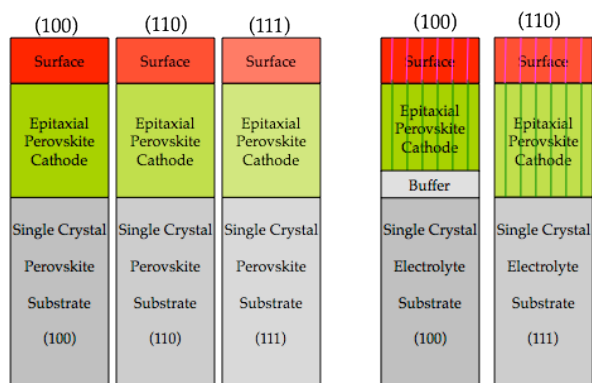 (100)
(110)
(111)
(100)
(110)
Surface
Surface
Surface
Surface
Surface
Epitaxial
Perovskite
Cathode
Epitaxial
Perovskite
Cathode
Epitaxial
Perovskite
Cathode
Epitaxial
Perovskite
Cathode
Epitaxial
Perovskite
Cathode
Buffer
Single Crystal
Perovskite
Substrate
(100)
Single Crystal
Perovskite
Substrate
(110)
Single Crystal
Perovskite
Substrate
(111)
Single Crystal
Electrolyte
Substrate
(100)
Single Crystal
Electrolyte
Substrate
(111)